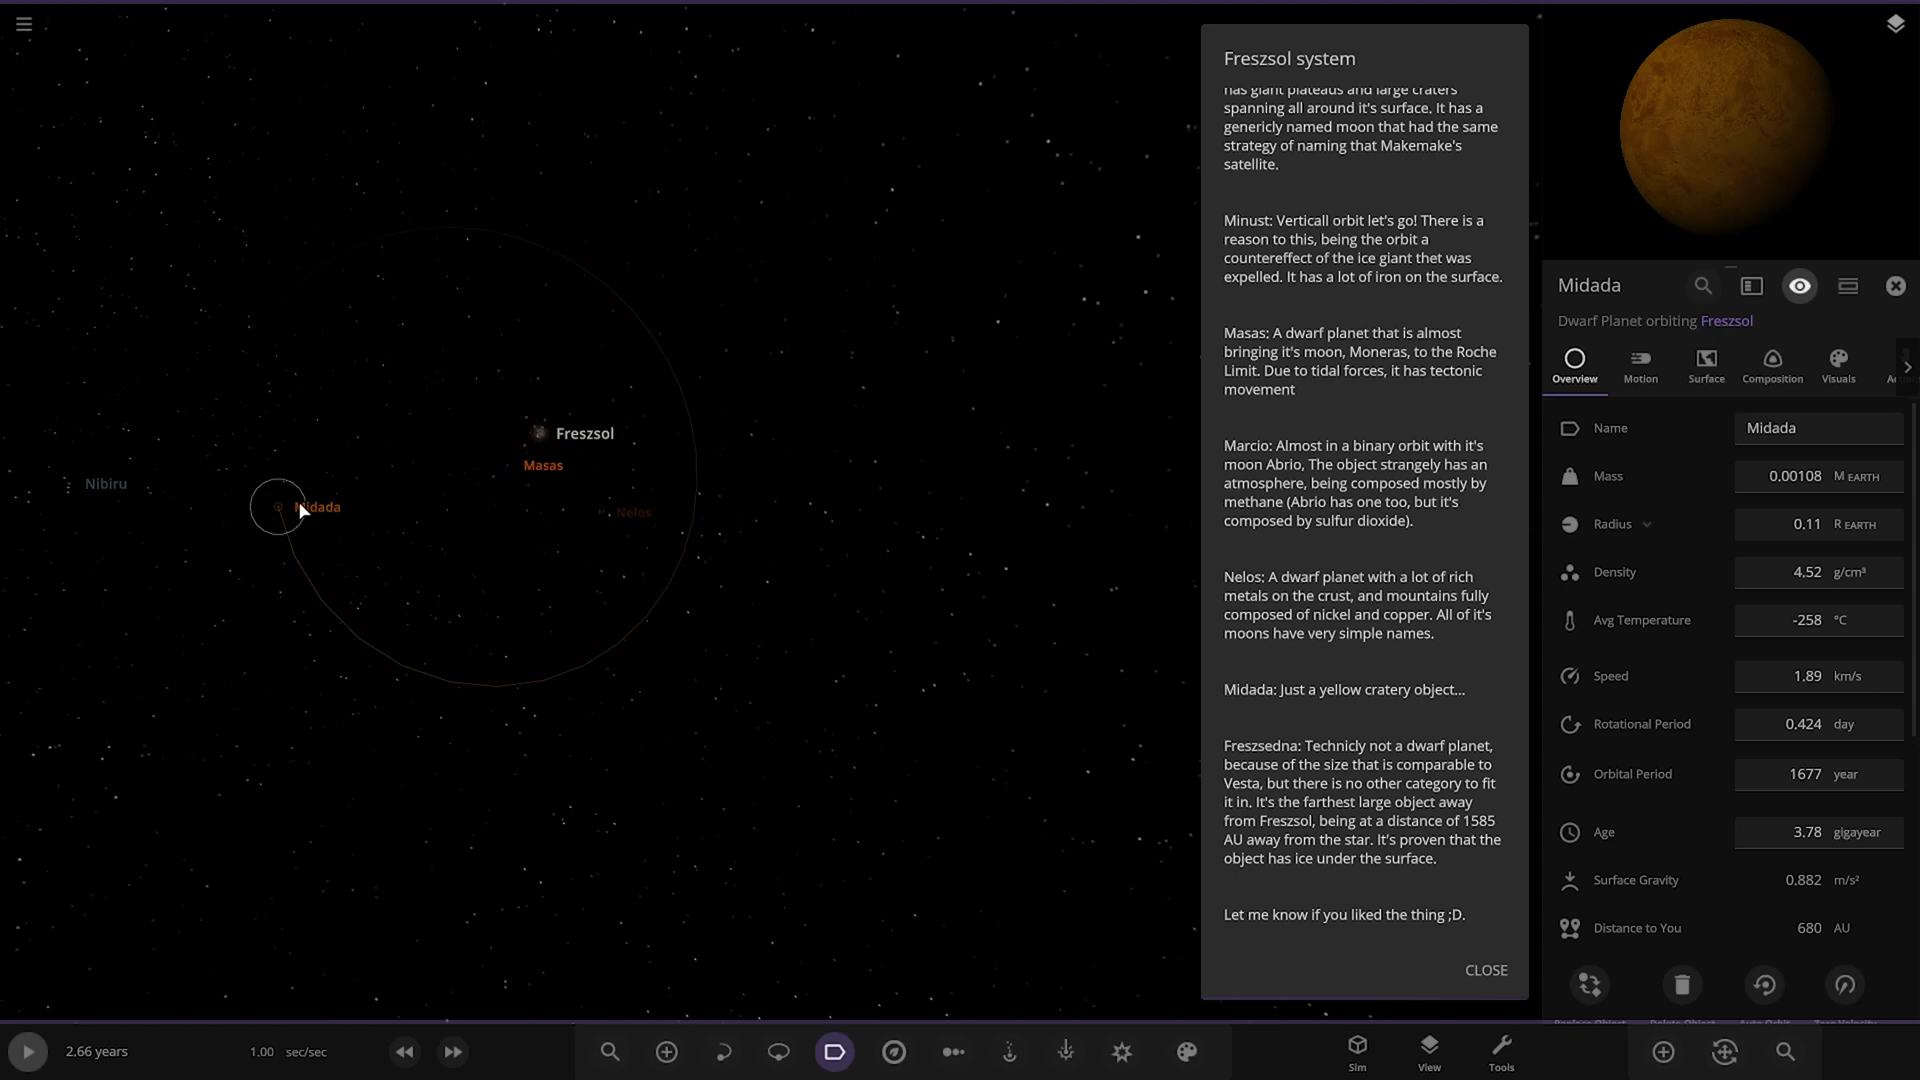 Freszsol system
has giant plateaus and large craters
spanning all around it's surface. It has a
genericly named moon that had the same
strategy of naming that Makemake's
satellite.
Minust: Verticall orbit let's go! There is a
reason to this, being the orbit a
countereffect of the ice giant thet was
expelled. It has a lot of iron on the surface.
Masas: A dwarf planet that is almost
bringing it's moon, Moneras, to the Roche
Limit. Due to tidal forces, it has tectonic
movement
Marcio: Almost in a binary orbit with it's
moon Abrio, The object strangely has an
atmosphere, being composed mostly by
methane (Abrio has one too, but it's
composed by sulfur dioxide).
Nelos: A dwarf planet with a lot of rich
metals on the crust, and mountains fully
composed of nickel and copper. All of it's
moons have very simple names.
Midada: Just a yellow cratery object...
Freszsedna: Technicly not a dwarf planet,
because of the size that is comparable to
Vesta, but there is no other category to fit
it in. It's the farthest large object away
from Freszsol, being at a distance of 1585
AU away from the star. It's proven that the
object has ice under the surface.
Let me know if you liked the thing ;D.
CLOSE
Freszsol
Masas
Nibiru
Midada
Nelos
Midada
Dwarf Planet orbiting Freszsol
Overview Motion Surface Composition Visuals
Name Midada
Mass 0.00108 M EARTH
Radius 0.11 R EARTH
Density 4.52 g/cm³
Avg Temperature -258 °C
Speed 1.89 km/s
Rotational Period 0.424 day
Orbital Period 1677 year
Age 3.78 gigayear
Surface Gravity 0.882 m/s²
Distance to You 680 AU
2.66 years 1.00 sec/sec
Sim View Tools